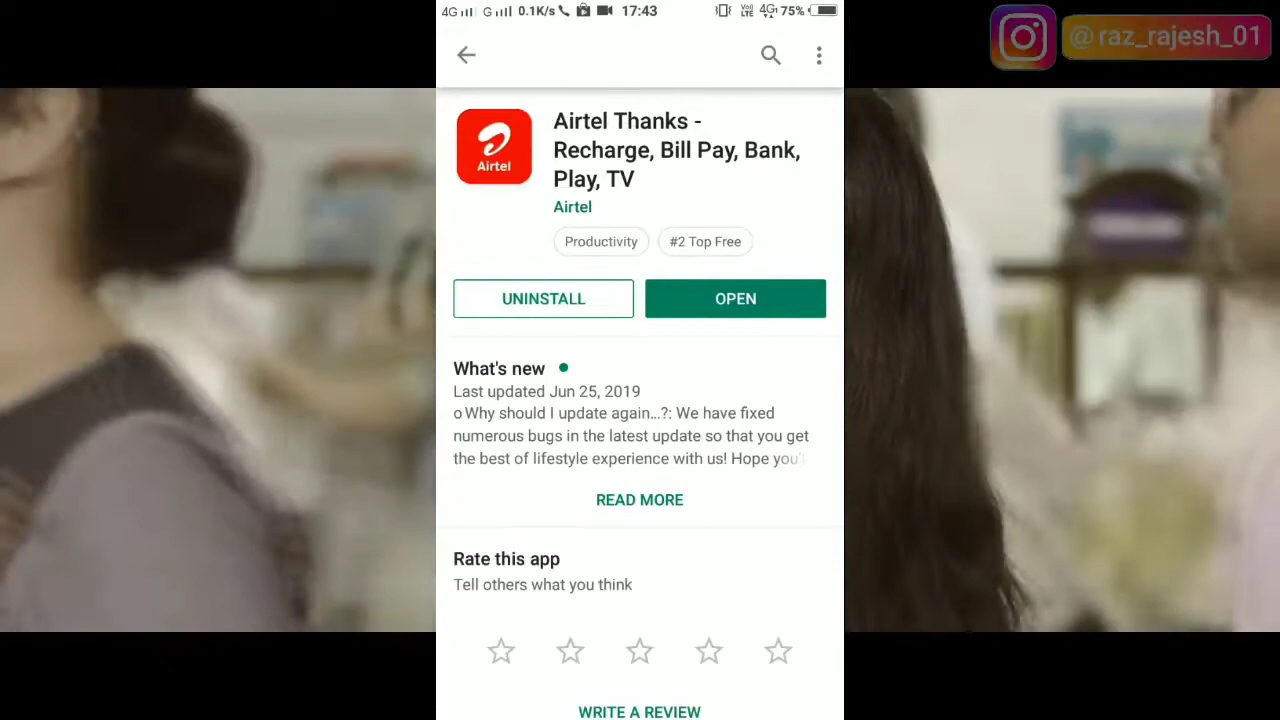 4G G 0.1K/s 17:43 VoLTE 4G 75%
@ raz_rajesh_01
Airtel
Airtel Thanks -
Recharge, Bill Pay, Bank,
Play, TV
Airtel
Productivity #2 Top Free
UNINSTALL OPEN
What's new
Last updated Jun 25, 2019
o Why should I update again...?: We have fixed
numerous bugs in the latest update so that you get
the best of lifestyle experience with us! Hope you'
READ MORE
Rate this app
Tell others what you think
WRITE A REVIEW